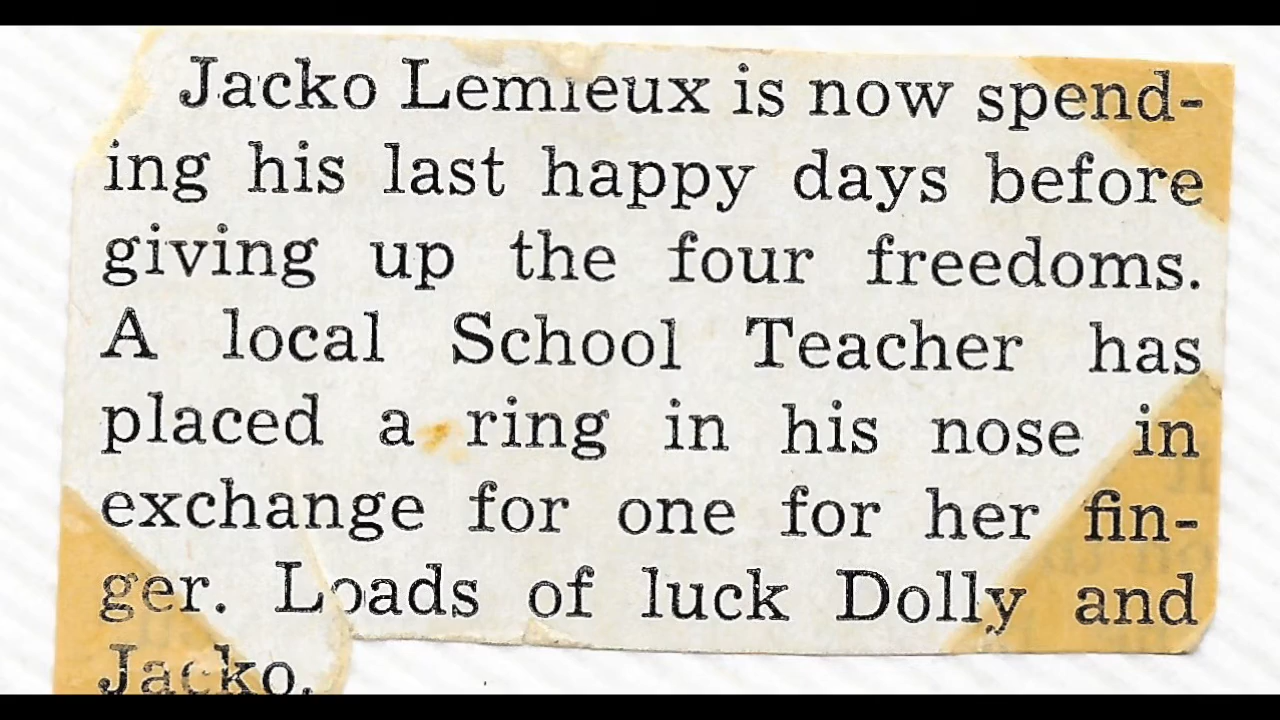 Jacko Lemieux is now spend-
ing his last happy days before
giving up the four freedoms.
A local School Teacher has
placed a ring in his nose in
exchange for one for her fin-
ger. Loads of luck Dolly and
Jacko.